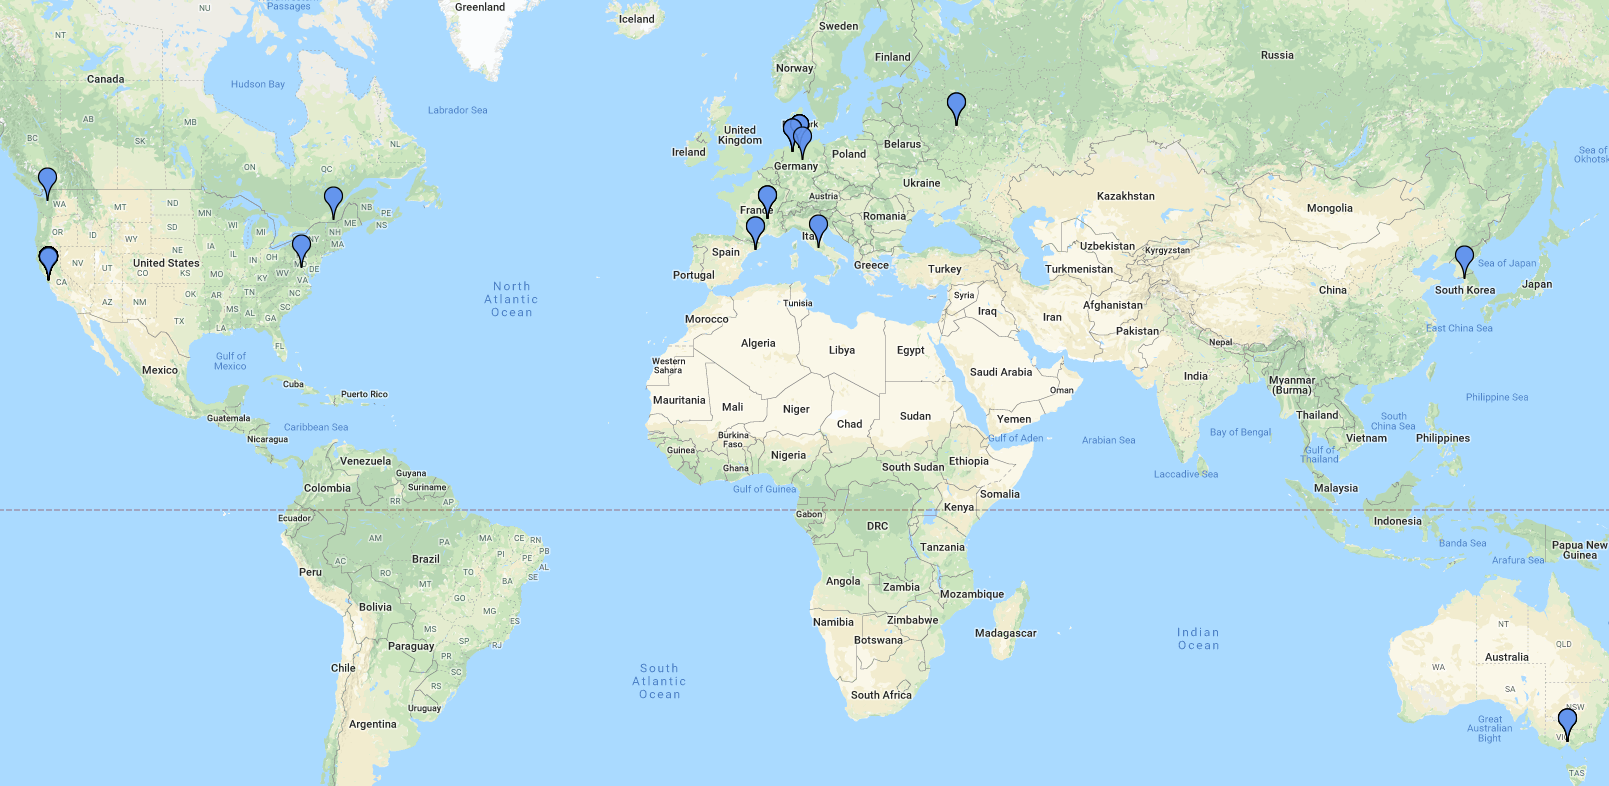 NU
Passages
Greenland
Iceland
Sweden
Finland
Norway
Russia
NT
Canada
Hudson Bay
Labrador Sea
BC
AB
MB
SK
ON
QC
NL
NB
PE
NS
United
Kingdom
Ireland
Belarus
Poland
Germany
Ukraine
Austria
France
Romania
Kazakhstan
Mongolia
Sea of
Okhotsk
WA
MT
ND
MN
OR
SD
WI
MI
NY
ME
NH
MA
NV
UT
WY
CO
NE
United States
KS
IA
IL
IN
OH
MO
WV
KY
VA
DE
CA
AZ
NM
OK
AR
TN
NC
SC
MS
AL
GA
TX
LA
FL
Spain
Portugal
Greece
Turkey
Uzbekistan
Kyrgyzstan
Turkmenistan
Sea of Japan
South Korea
Japan
China
North
Atlantic
Ocean
Tunisia
Syria
Iraq
Iran
Afghanistan
Pakistan
East China Sea
Nepal
Morocco
Algeria
Libya
Egypt
Gulf of
Mexico
Mexico
Western
Sahara
Saudi Arabia
Oman
India
Myanmar
(Burma)
Cuba
Puerto Rico
Mauritania
Mali
Niger
Chad
Sudan
Yemen
Philippine Sea
Guatemala
Caribbean Sea
Nicaragua
Burkina
Faso
Guinea
Ghana
Nigeria
South Sudan
Ethiopia
Gulf of Aden
Arabian Sea
Bay of Bengal
Thailand
South
China Sea
Vietnam
Philippines
Gulf of
Thailand
Laccadive Sea
Venezuela
Guyana
Suriname
Colombia
RR
AP
Gulf of Guinea
Somalia
Malaysia
Ecuador
Gabon
DRC
Kenya
Indonesia
AM
PA
MA
CE
RN
PB
PI
PE
AL
SE
Brazil
AC
RO
TO
BA
MT
Peru
Tanzania
Banda Sea
Arafura Sea
Papua New
Guinea
Angola
Zambia
Mozambique
Bolivia
GO
MG
ES
MS
SP
RJ
PR
SC
RS
Namibia
Zimbabwe
Botswana
Madagascar
Indian
Ocean
NT
QLD
WA
Australia
SA
NSW
Paraguay
Chile
South
Atlantic
Ocean
South Africa
Uruguay
Argentina
Great
Australian
Bight
TAS